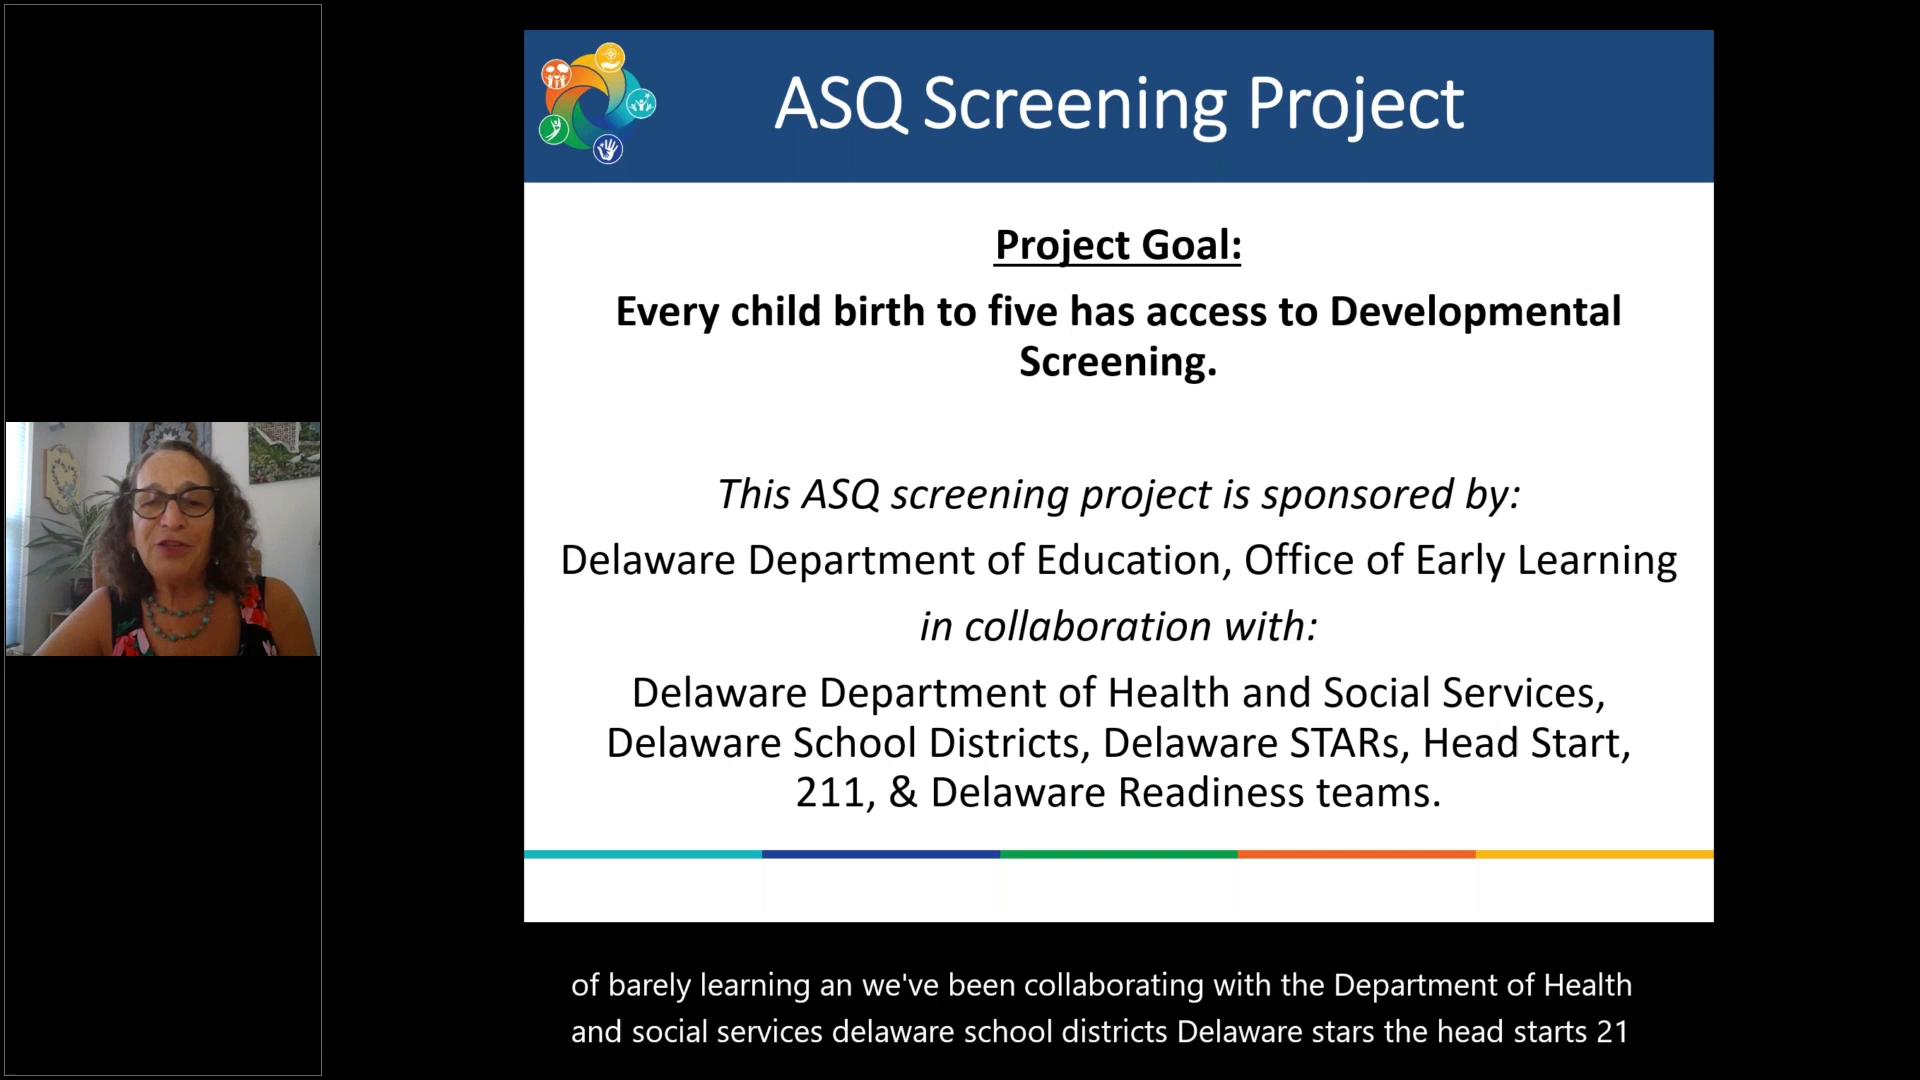 ASQ Screening Project
Project Goal:
Every child birth to five has access to Developmental
Screening.
This ASQ screening project is sponsored by:
Delaware Department of Education, Office of Early Learning
in collaboration with:
Delaware Department of Health and Social Services,
Delaware School Districts, Delaware STARs, Head Start,
211, & Delaware Readiness teams.
of barely learning an we've been collaborating with the Department of Health
and social services delaware school districts Delaware stars the head starts 21